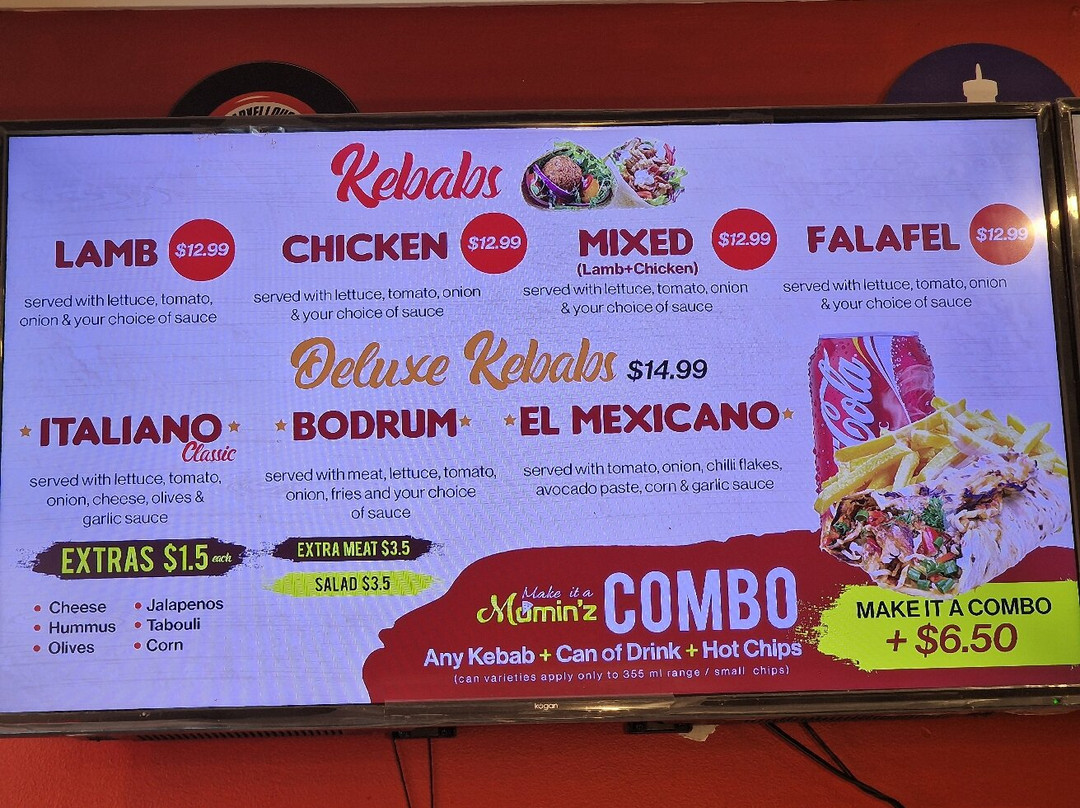 Kebabs
LAMB $12.99
served with lettuce, tomato,
onion & your choice of sauce
CHICKEN $12.99
served with lettuce, tomato, onion
& your choice of sauce
MIXED $12.99
(Lamb+Chicken)
served with lettuce, tomato, onion
& your choice of sauce
FALAFEL $12.99
served with lettuce, tomato, onion
& your choice of sauce
Deluxe Kebabs $14.99
ITALIANO
Classic
served with lettuce, tomato,
onion, cheese, olives &
garlic sauce
BODRUM
served with meat, lettuce, tomato,
onion, fries and your choice
of sauce
EL MEXICANO
served with tomato, onion, chilli flakes,
avocado paste, corn & garlic sauce
Cola
EXTRAS $1.5 each
• Cheese
• Hummus
• Olives
• Jalapenos
• Tabouli
• Corn
EXTRA MEAT $3.5
SALAD $3.5
Make it a
Mumin'z COMBO
Any Kebab + Can of Drink + Hot Chips
(can varieties apply only to 355 ml range / small chips)
MAKE IT A COMBO
+ $6.50
kogan